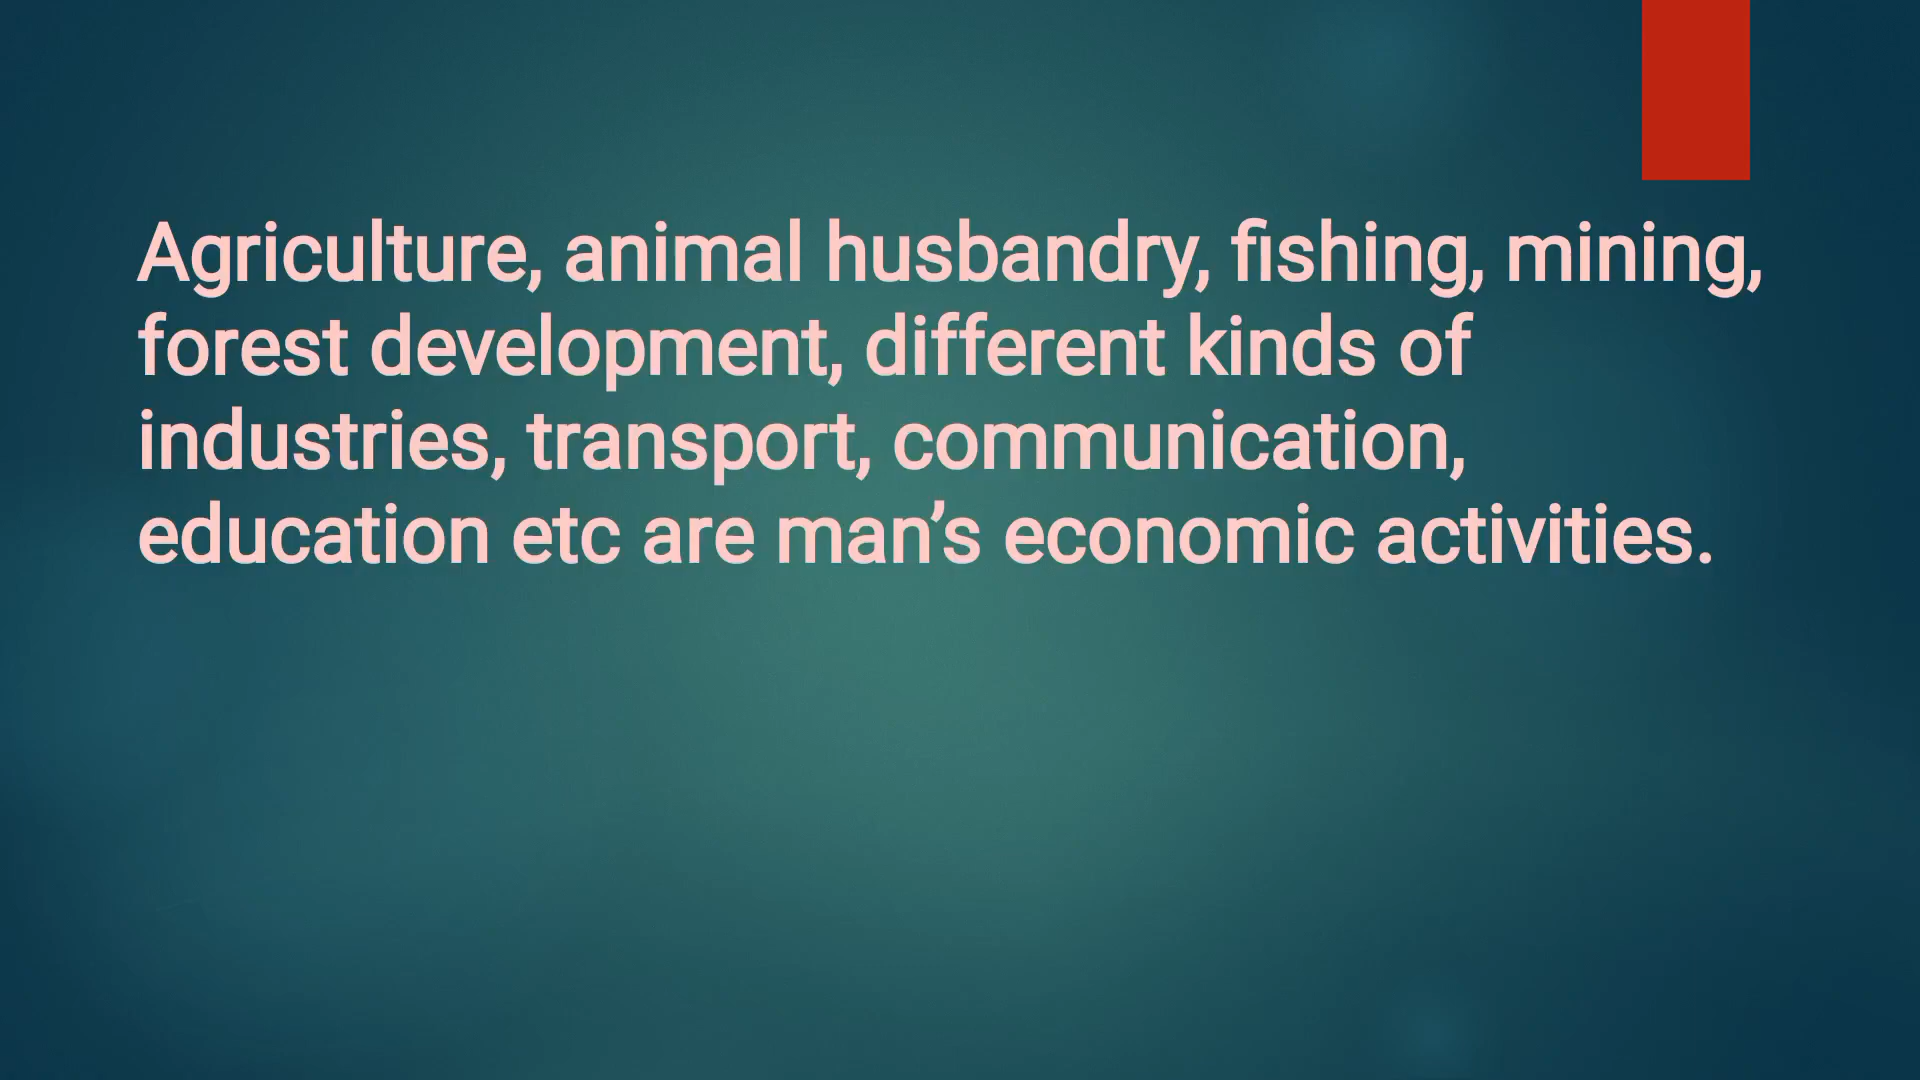 Agriculture, animal husbandry, fishing, mining,
forest development, different kinds of
industries, transport, communication,
education etc are man’s economic activities.